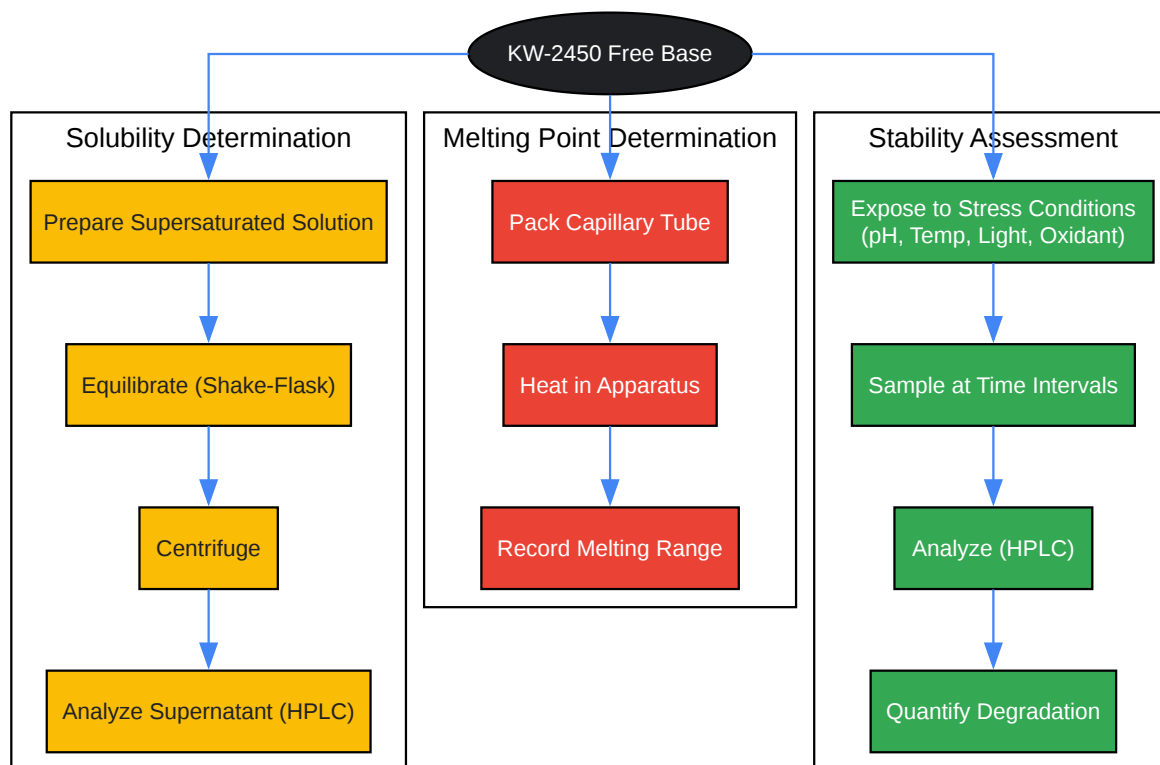 KW-2450 Free Base
Solubility Determination
Prepare Supersaturated Solution
Equilibrate (Shake-Flask)
Centrifuge
Analyze Supernatant (HPLC)
Melting Point Determination
Pack Capillary Tube
Heat in Apparatus
Record Melting Range
Stability Assessment
Expose to Stress Conditions
(pH, Temp, Light, Oxidant)
Sample at Time Intervals
Analyze (HPLC)
Quantify Degradation